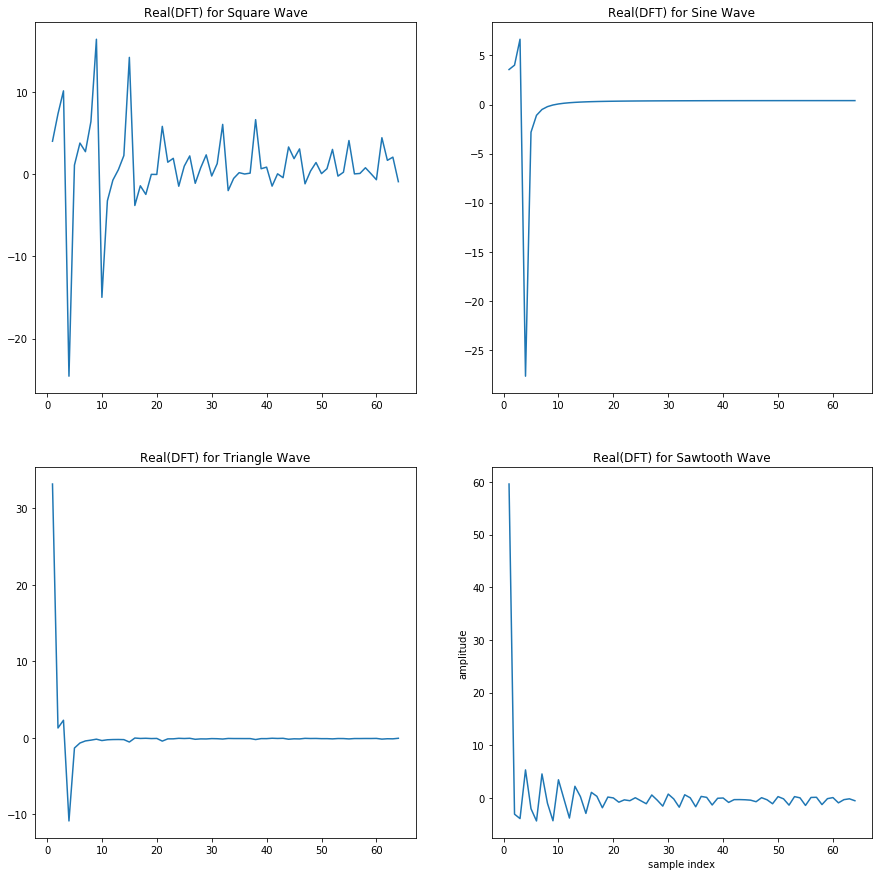 Real(DFT) for Square Wave
10
0
−10
−20
0 10 20 30 40 50 60
Real(DFT) for Sine Wave
5
0
−5
−10
−15
−20
−25
0 10 20 30 40 50 60
Real(DFT) for Triangle Wave
30
20
10
0
−10
0 10 20 30 40 50 60
Real(DFT) for Sawtooth Wave
amplitude
60
50
40
30
20
10
0
0 10 20 30 40 50 60
sample index